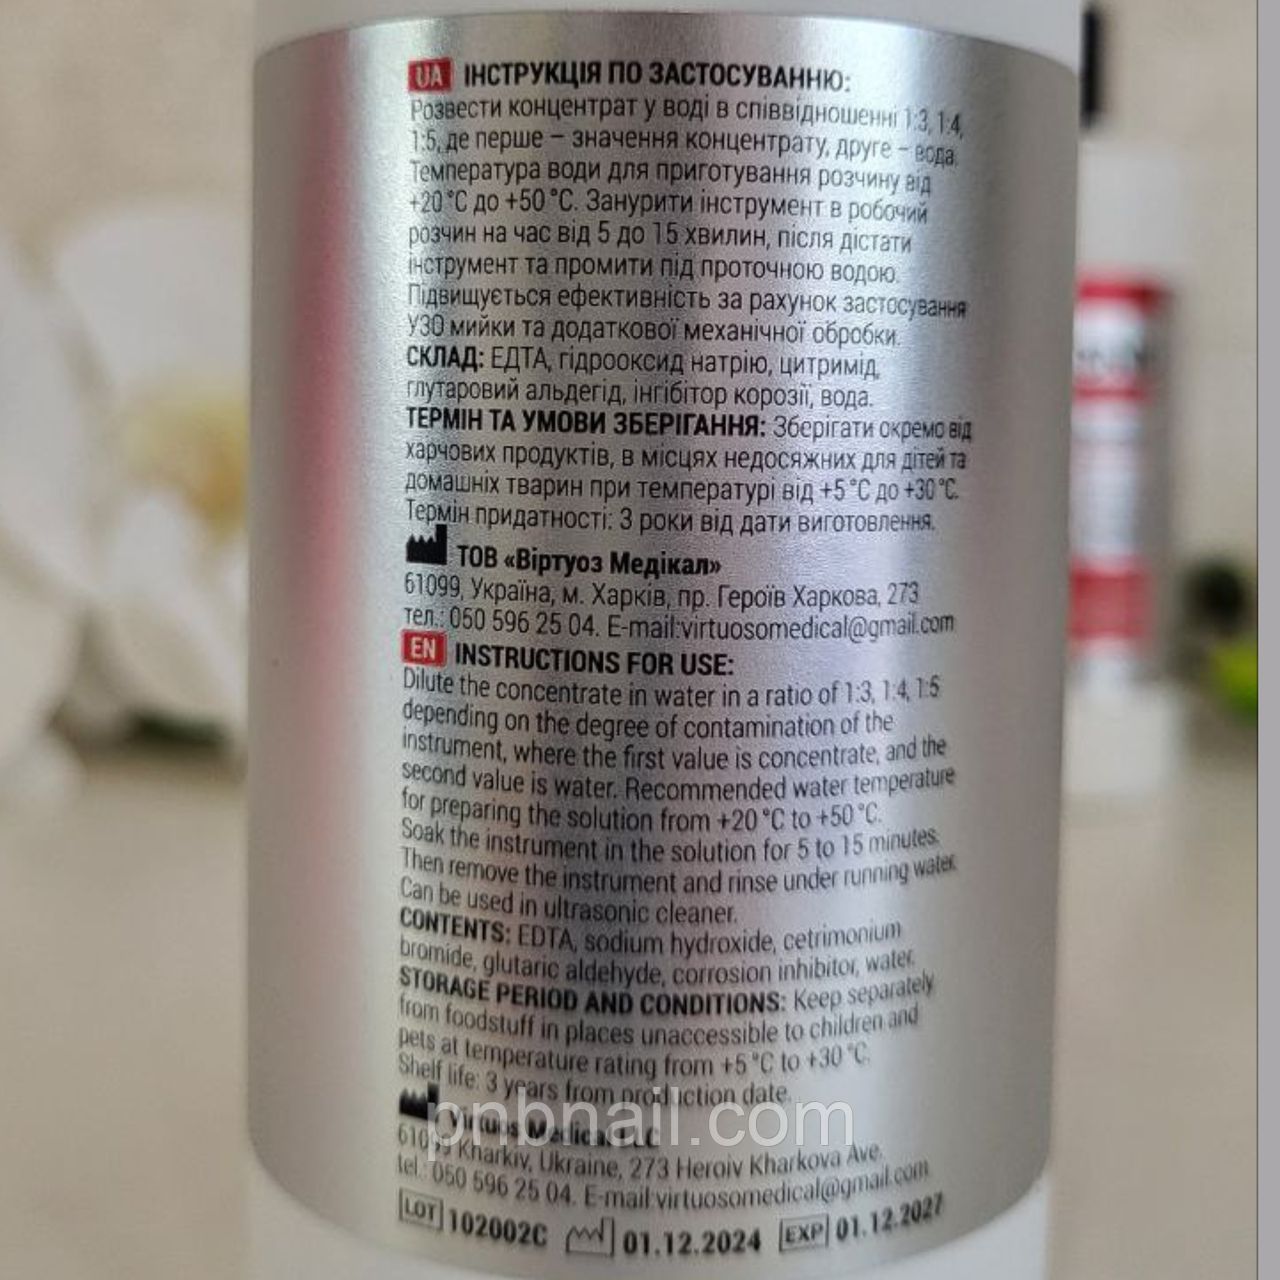 UA ІНСТРУКЦІЯ ПО ЗАСТОСУВАННЮ:
Розвести концентрат у воді в співвідношенні 1:3, 1:4,
1:5, де перше – значення концентрату, друге – вода.
Температура води для приготування розчину від
+20 °C до +50 °C. Занурити інструмент в робочий
розчин на час від 5 до 15 хвилин, після дістати
інструмент та промити під проточною водою.
Підвищується ефективність за рахунок застосування
УЗО мийки та додаткової механічної обробки.
СКЛАД: ЕДТА, гідрооксид натрію, цитримід,
глутаровий альдегід, інгібітор корозії, вода.
ТЕРМІН ТА УМОВИ ЗБЕРІГАННЯ: Зберігати окремо від
харчових продуктів, в місцях недосяжних для дітей та
домашніх тварин при температурі від +5 °C до +30 °C.
Термін придатності: 3 роки від дати виготовлення.
ТОВ «Віртуоз Медікал»
61099, Україна, м. Харків, пр. Героїв Харкова, 273
тел.: 050 596 25 04. E-mail:virtuosomedical@gmail.com
EN INSTRUCTIONS FOR USE:
Dilute the concentrate in water in a ratio of 1:3, 1:4, 1:5
depending on the degree of contamination of the
instrument, where the first value is concentrate, and the
second value is water. Recommended water temperature
for preparing the solution from +20 °C to +50 °C.
Soak the instrument in the solution for 5 to 15 minutes.
Then remove the instrument and rinse under running water.
Can be used in ultrasonic cleaner.
CONTENTS: EDTA, sodium hydroxide, cetrimonium
bromide, glutaric aldehyde, corrosion inhibitor, water.
STORAGE PERIOD AND CONDITIONS: Keep separately
from foodstuff in places unaccessible to children and
pets at temperature rating from +5 °C to +30 °C.
Shelf life: 3 years from production date.
pnbnail.com
Virtuos Medical LLC
61099 Kharkiv, Ukraine, 273 Heroiv Kharkova Ave.
tel.: 050 596 25 04. E-mail:virtuosomedical@gmail.com
LOT 102002C 01.12.2024 EXP 01.12.2027